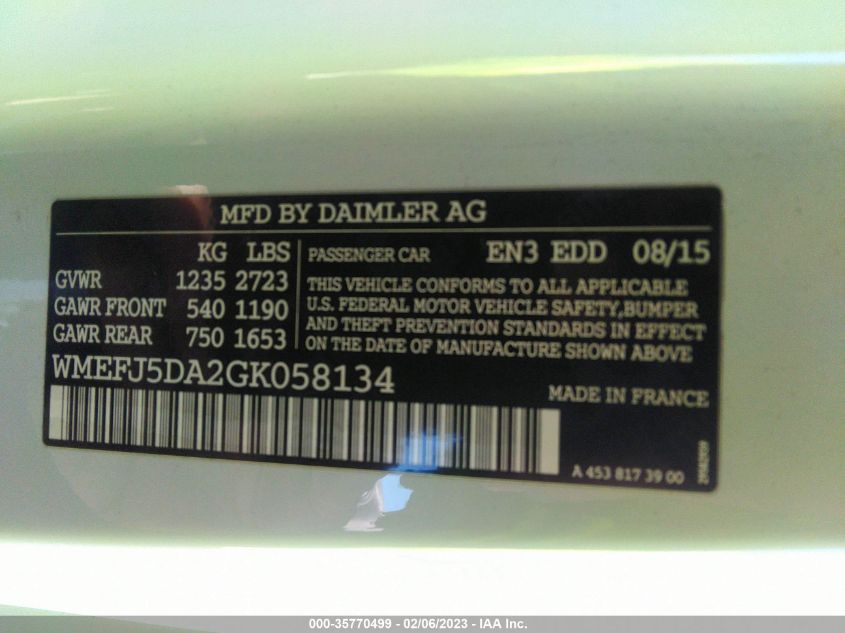 MFD BY DAIMLER AG
KG LBS
GVWR 1235 2723
GAWR FRONT 540 1190
GAWR REAR 750 1653
PASSENGER CAR EN3 EDD 08/15
THIS VEHICLE CONFORMS TO ALL APPLICABLE
U.S. FEDERAL MOTOR VEHICLE SAFETY,BUMPER
AND THEFT PREVENTION STANDARDS IN EFFECT
ON THE DATE OF MANUFACTURE SHOWN ABOVE
WMEFJ5DA2GK058134
MADE IN FRANCE
A 453 817 39 00
000-35770499 - 02/06/2023 - IAA Inc.